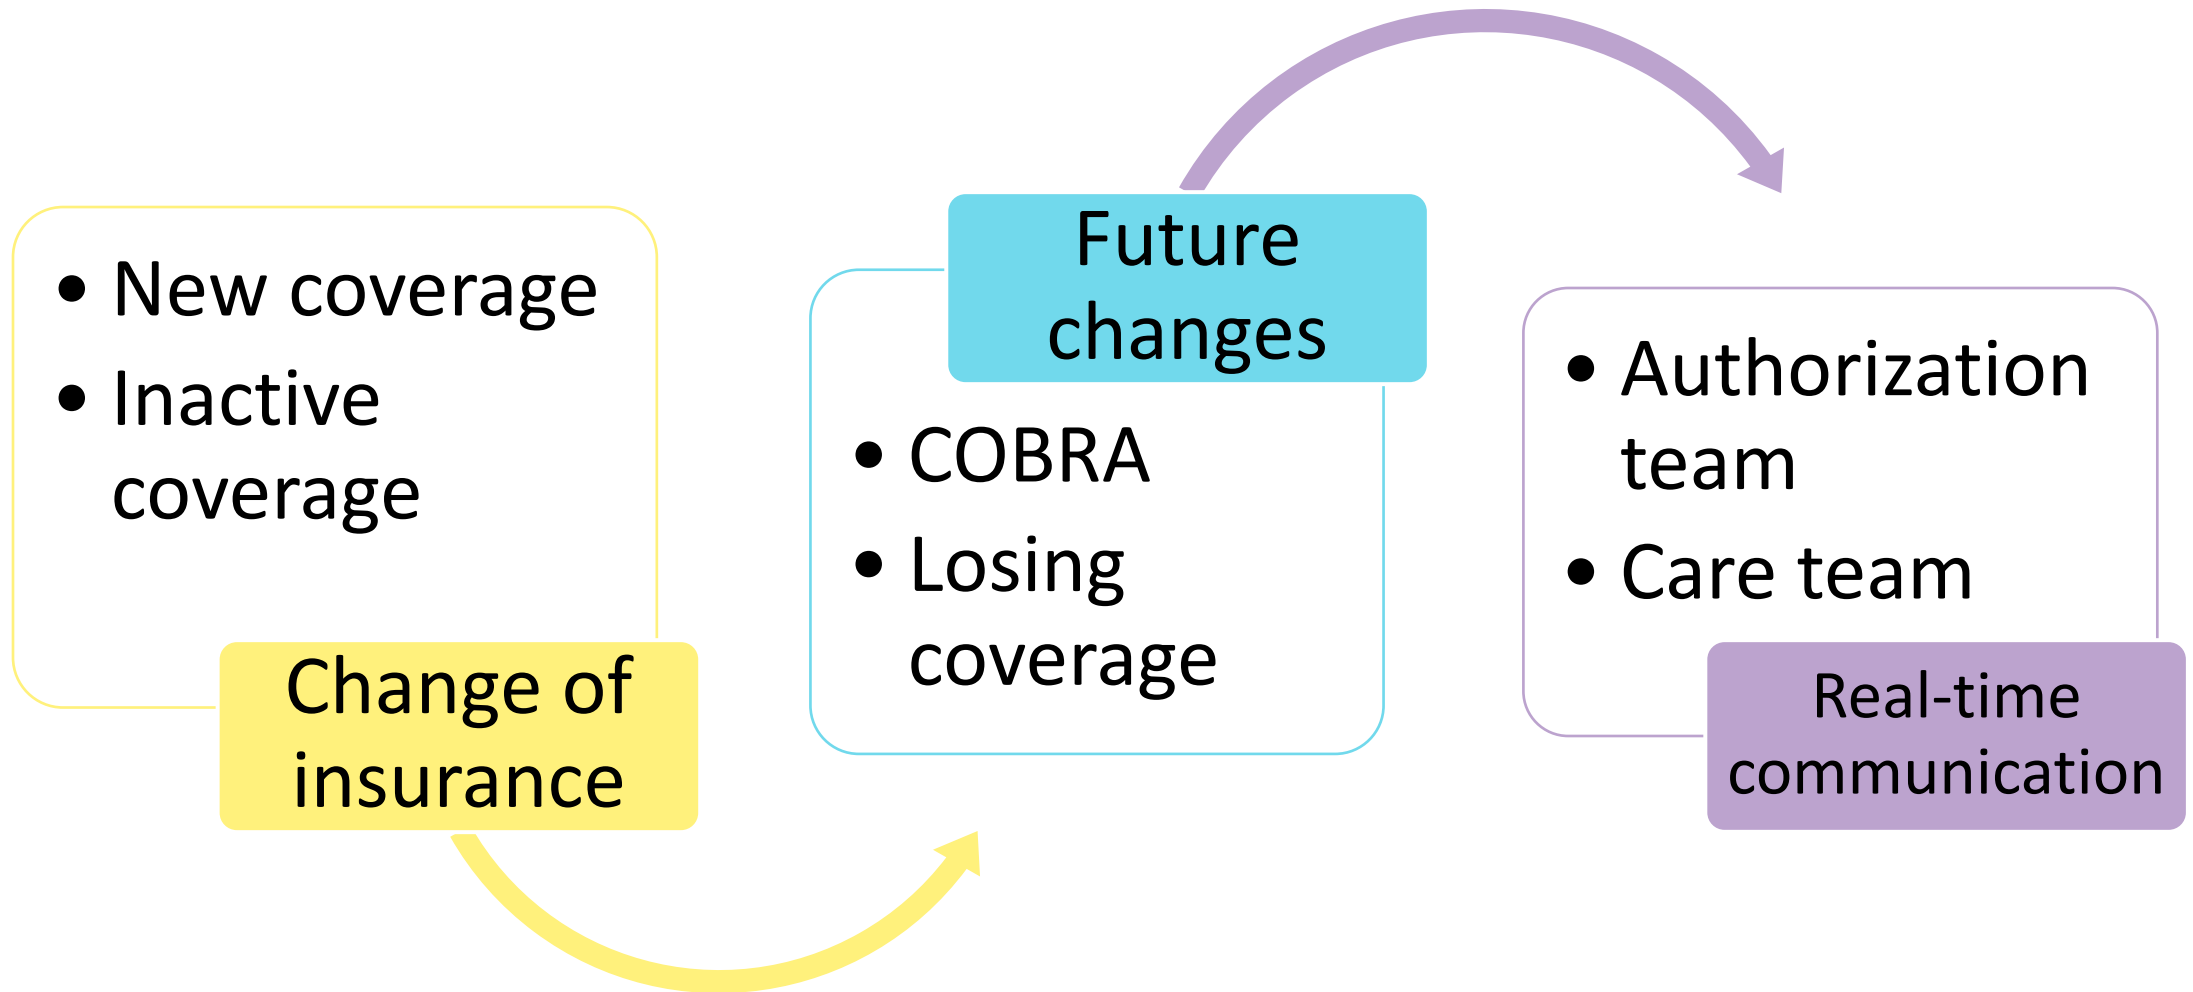 • New coverage
• Inactive
coverage
Change of
insurance
Future
changes
• COBRA
• Losing
coverage
• Authorization
team
• Care team
Real-time
communication